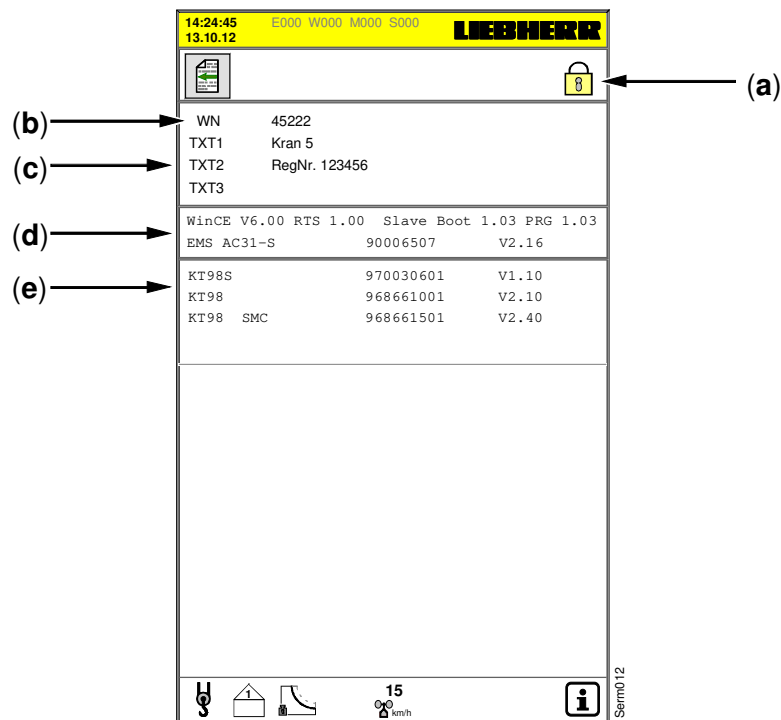 14:24:45 E000 W000 M000 S000 LIEBHERR
13.10.12
(a)
(b) WN 45222
TXT1 Kran 5
(c) TXT2 RegNr. 123456
TXT3
WinCE V6.00 RTS 1.00 Slave Boot 1.03 PRG 1.03
(d) EMS AC31-S 90006507 V2.16
(e) KT98S 970030601 V1.10
KT98 968661001 V2.10
KT98 SMC 968661501 V2.40
1
15
km/h
i
Serm012